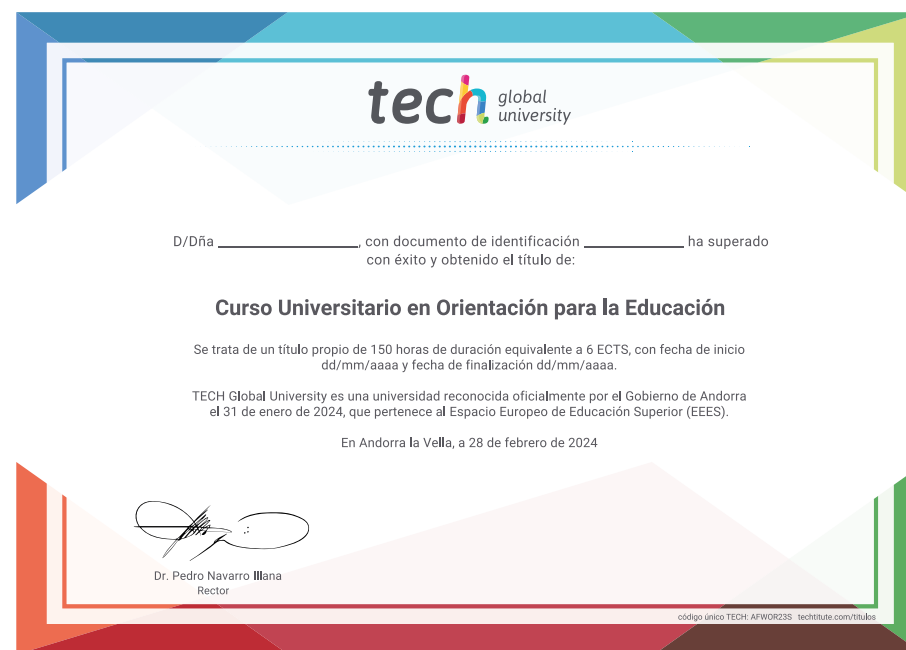 tech global university
D/Dña ____________, con documento de identificación ____________ ha superado
con éxito y obtenido el título de:
Curso Universitario en Orientación para la Educación
Se trata de un título propio de 150 horas de duración equivalente a 6 ECTS, con fecha de inicio
dd/mm/aaaa y fecha de finalización dd/mm/aaaa.
TECH Global University es una universidad reconocida oficialmente por el Gobierno de Andorra
el 31 de enero de 2024, que pertenece al Espacio Europeo de Educación Superior (EEES).
En Andorra la Vella, a 28 de febrero de 2024
Dr. Pedro Navarro Illana
Rector
código único TECH: AFWOR23S techtitute.com/titulos